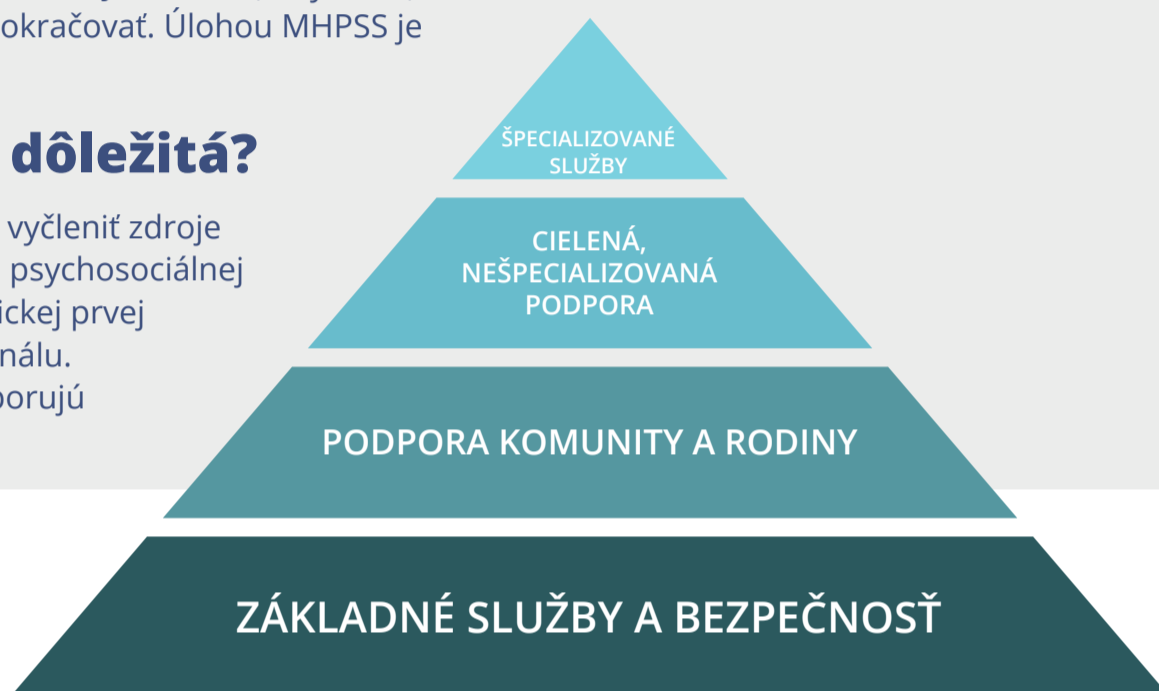 okračovať. Úlohou MHPSS je
dôležitá?
vyčleniť zdroje
psychosociálnej
ickej prvej
nálu.
porujú
ŠPECIALIZOVANÉ
SLUŽBY
CIELENÁ,
NEŠPECIALIZOVANÁ
PODPORA
PODPORA KOMUNITY A RODINY
ZÁKLADNÉ SLUŽBY A BEZPEČNOSŤ